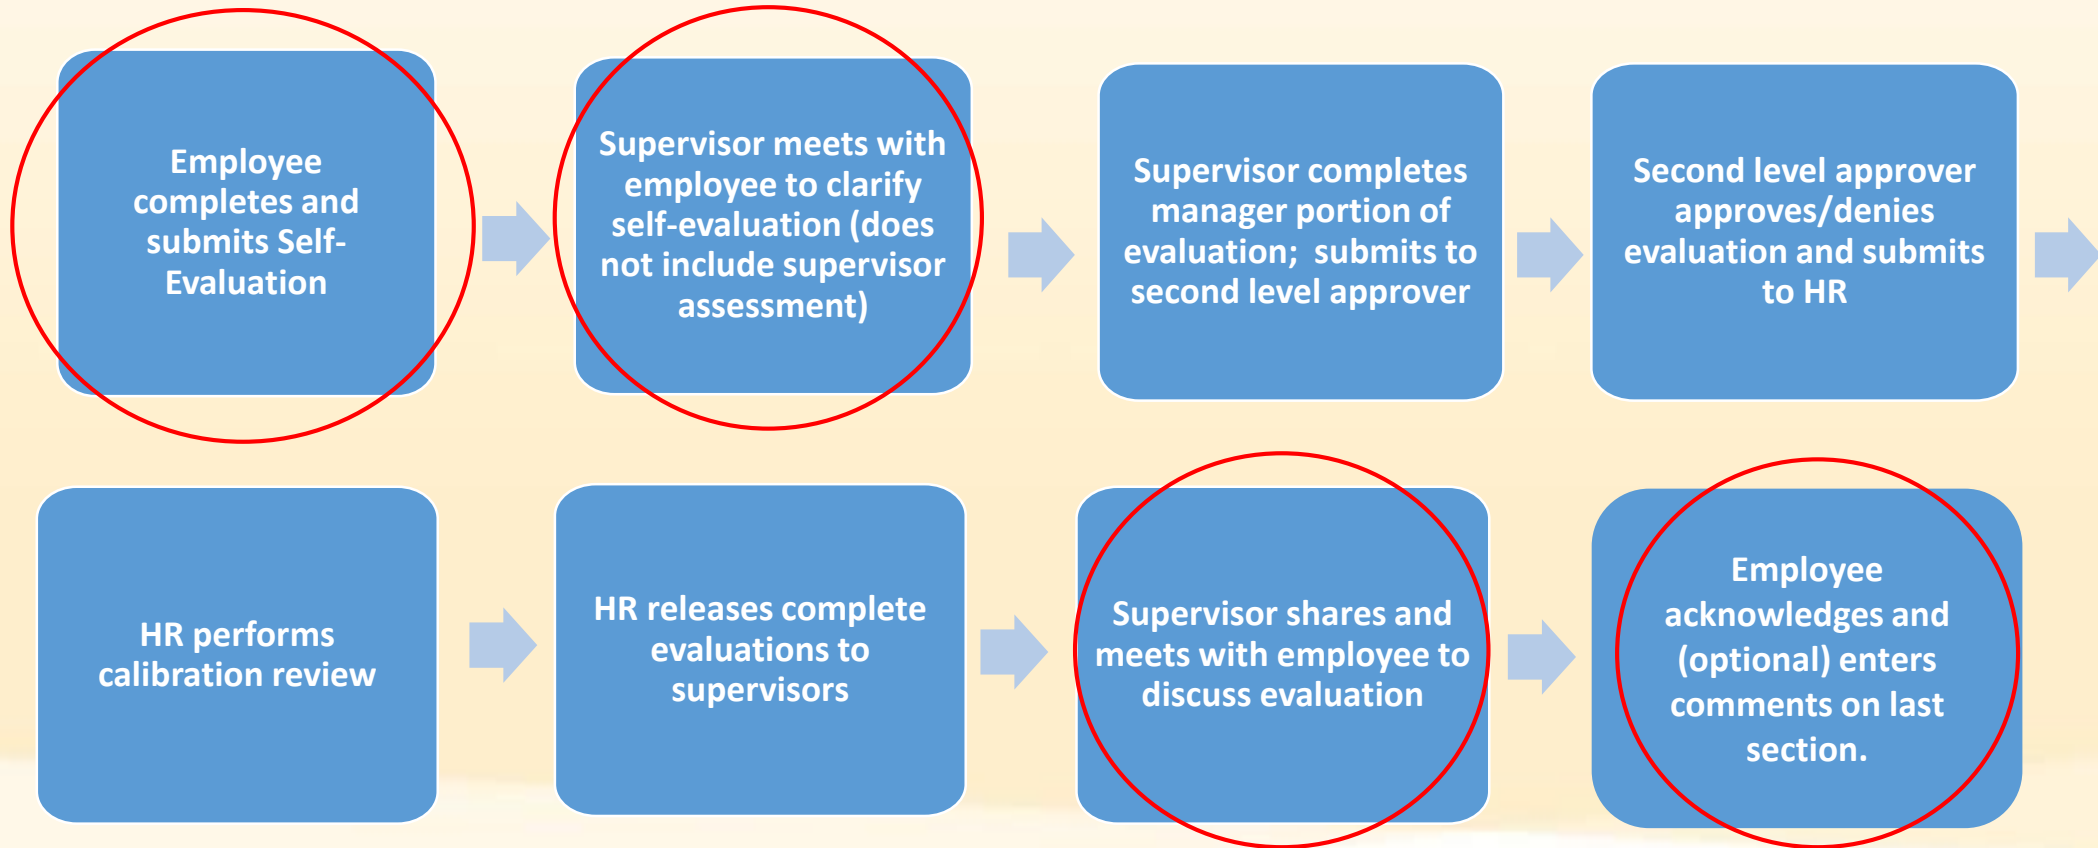 Employee
completes and
submits Self-
Evaluation
Supervisor meets with
employee to clarify
self-evaluation (does
not include supervisor
assessment)
Supervisor completes
manager portion of
evaluation;  submits to
second level approver
Second level approver
approves/denies
evaluation and submits
to HR
HR performs
calibration review
HR releases complete
evaluations to
supervisors
Supervisor shares and
meets with employee to
discuss evaluation
Employee
acknowledges and
(optional) enters
comments on last
section.